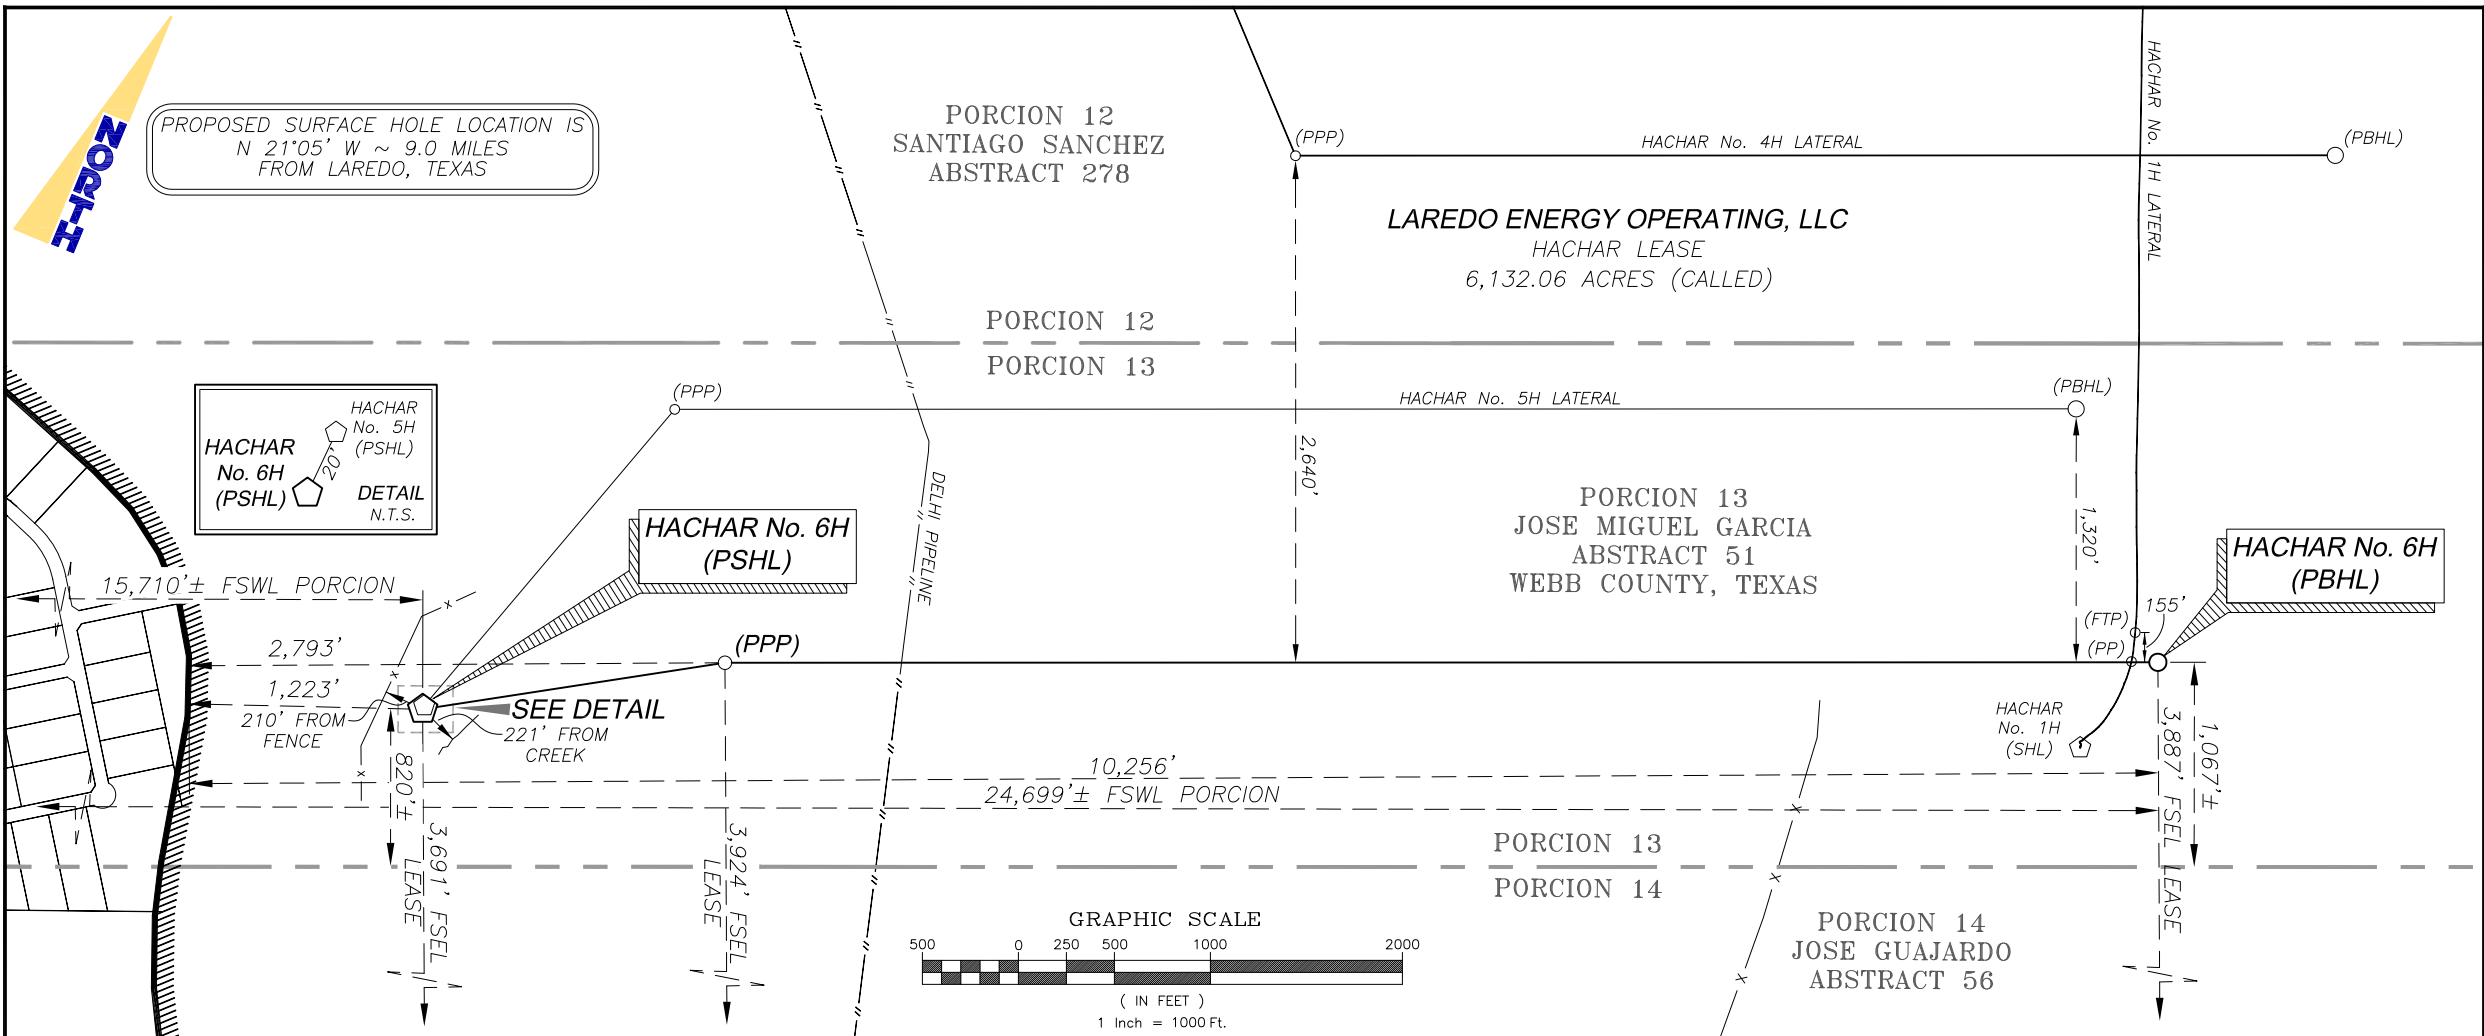 NORTH
PROPOSED SURFACE HOLE LOCATION IS
N 21°05' W ~ 9.0 MILES
FROM LAREDO, TEXAS
PORCION 12
SANTIAGO SANCHEZ
ABSTRACT 278
(PPP)
HACHAR No. 4H LATERAL
(PBHL)
HACHAR No. 1H LATERAL
LAREDO ENERGY OPERATING, LLC
HACHAR LEASE
6,132.06 ACRES (CALLED)
PORCION 12
PORCION 13
HACHAR
No. 5H
(PSHL)
HACHAR
No. 6H
(PSHL)
20'
DETAIL
N.T.S.
(PPP)
HACHAR No. 5H LATERAL
(PBHL)
2,640'
1,320'
DELHI PIPELINE
HACHAR No. 6H
(PSHL)
PORCION 13
JOSE MIGUEL GARCIA
ABSTRACT 51
WEBB COUNTY, TEXAS
HACHAR No. 6H
(PBHL)
15,710'± FSWL PORCION
2,793'
1,223'
210' FROM
FENCE
(PPP)
SEE DETAIL
221' FROM
CREEK
(FTP)
155'
(PP)
HACHAR
No. 1H
(SHL)
820'±
3,691' FSEL
LEASE
3,924' FSEL
LEASE
10,256'
24,699'± FSWL PORCION
3,887' FSEL LEASE
1,067'±
PORCION 13
PORCION 14
PORCION 14
JOSE GUAJARDO
ABSTRACT 56
GRAPHIC SCALE
500 0 250 500 1000 2000
( IN FEET )
1 Inch = 1000 Ft.